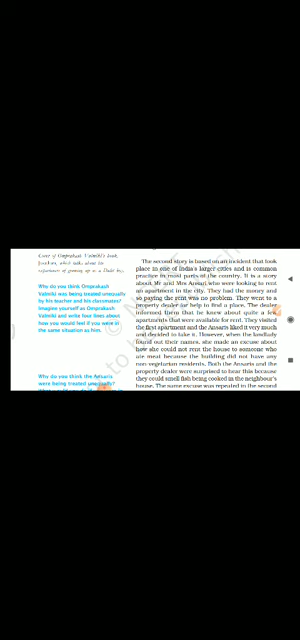 Cover of Omprakash Valmiki's book,
Joothan, which talks about his
experiences of growing up as a Dalit boy.
Why do you think Omprakash
Valmiki was being treated unequally
by his teacher and his classmates?
Imagine yourself as Omprakash
Valmiki and write four lines about
how you would feel if you were in
the same situation as him.
Why do you think the Ansaris
were being treated unequally?
The second story is based on an incident that took
place in one of India's larger cities and is common
practice in most parts of the country. It is a story
about Mr and Mrs Ansari who were looking to rent
an apartment in the city. They had the money and
so paying the rent was no problem. They went to a
property dealer for help to find a place. The dealer
informed them that he knew about quite a few
apartments that were available for rent. They visited
the first apartment and the Ansaris liked it very much
and decided to take it. However, when the landlady
found out their names, she made an excuse about
how she could not rent the house to someone who
ate meat because the building did not have any
non-vegetarian residents. Both the Ansaris and the
property dealer were surprised to hear this because
they could smell fish being cooked in the neighbour's
house. The same excuse was repeated in the second